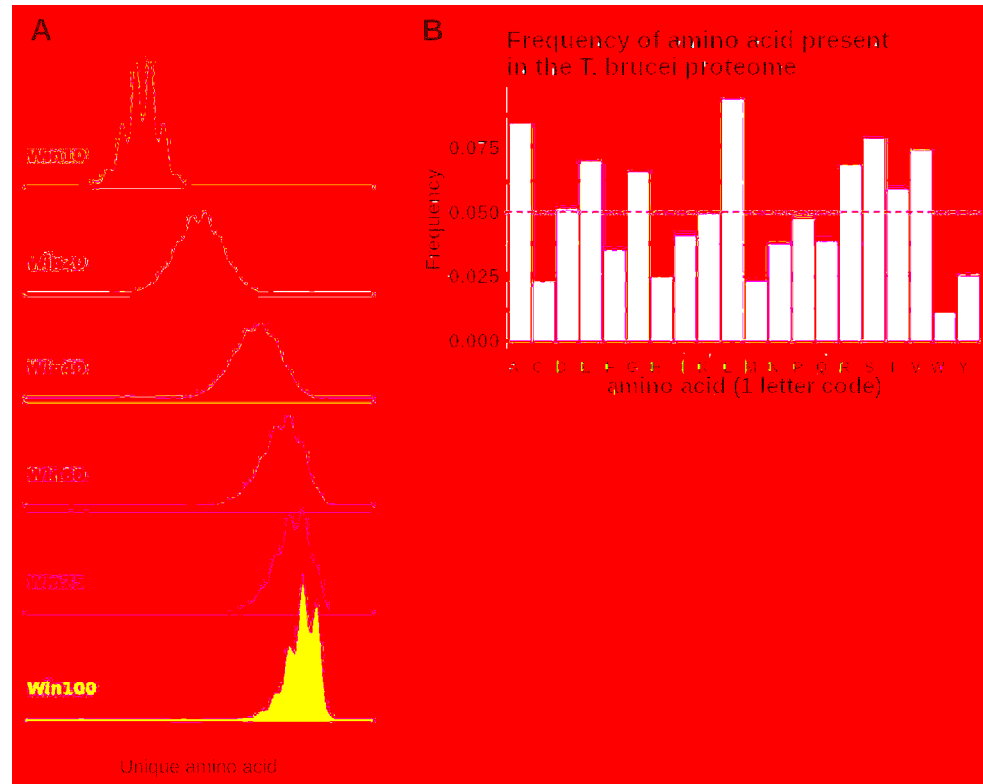 A
Win10
Win20
Win40
Win100
Unique amino acid
B
Frequency of amino acid present
in the T. brucei proteome
Frequency
0.075
0.050
0.025
0.000
A C D E F G H I K L M N P Q R S T V W Y
amino acid (1 letter code)